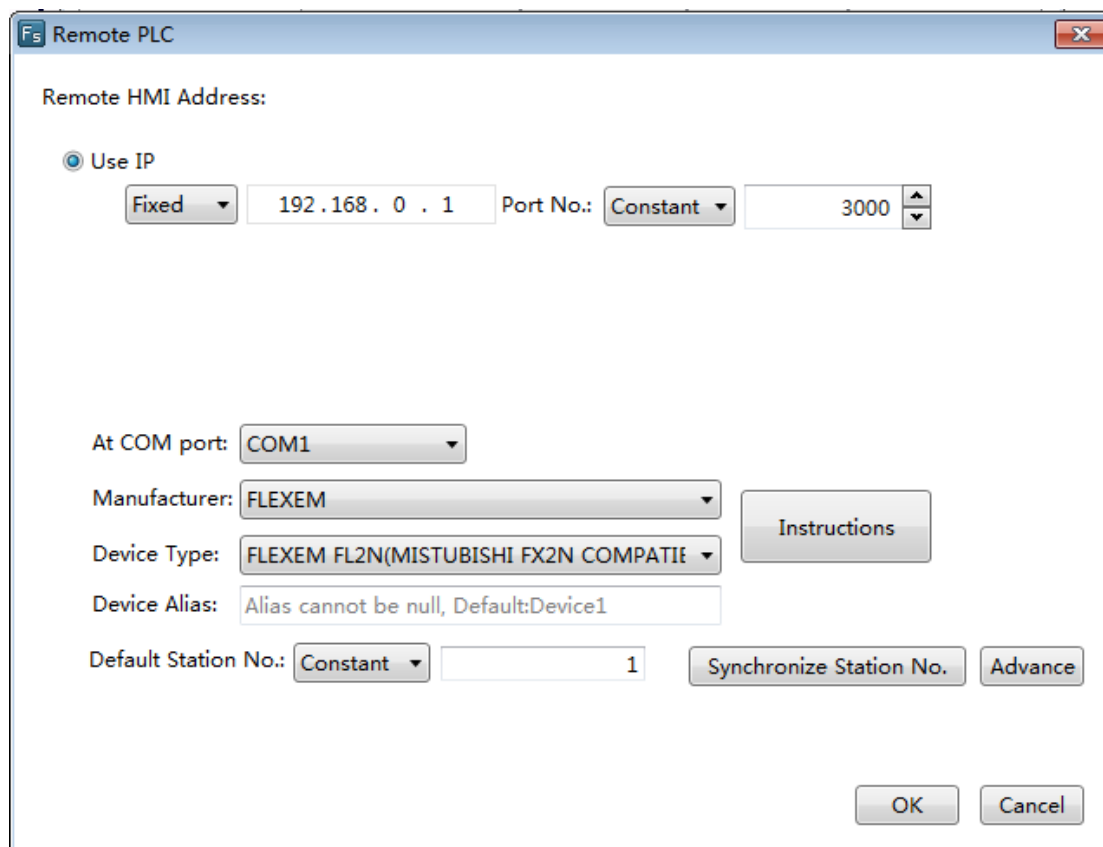 Fs Remote PLC
Remote HMI Address:
Use IP
Fixed 192.168. 0 . 1 Port No.: Constant 3000
At COM port: COM1
Manufacturer: FLEXEM
Instructions
Device Type: FLEXEM FL2N(MISTUBISHI FX2N COMPATIE
Device Alias: Alias cannot be null, Default:Device1
Default Station No.: Constant 1 Synchronize Station No. Advance
OK Cancel